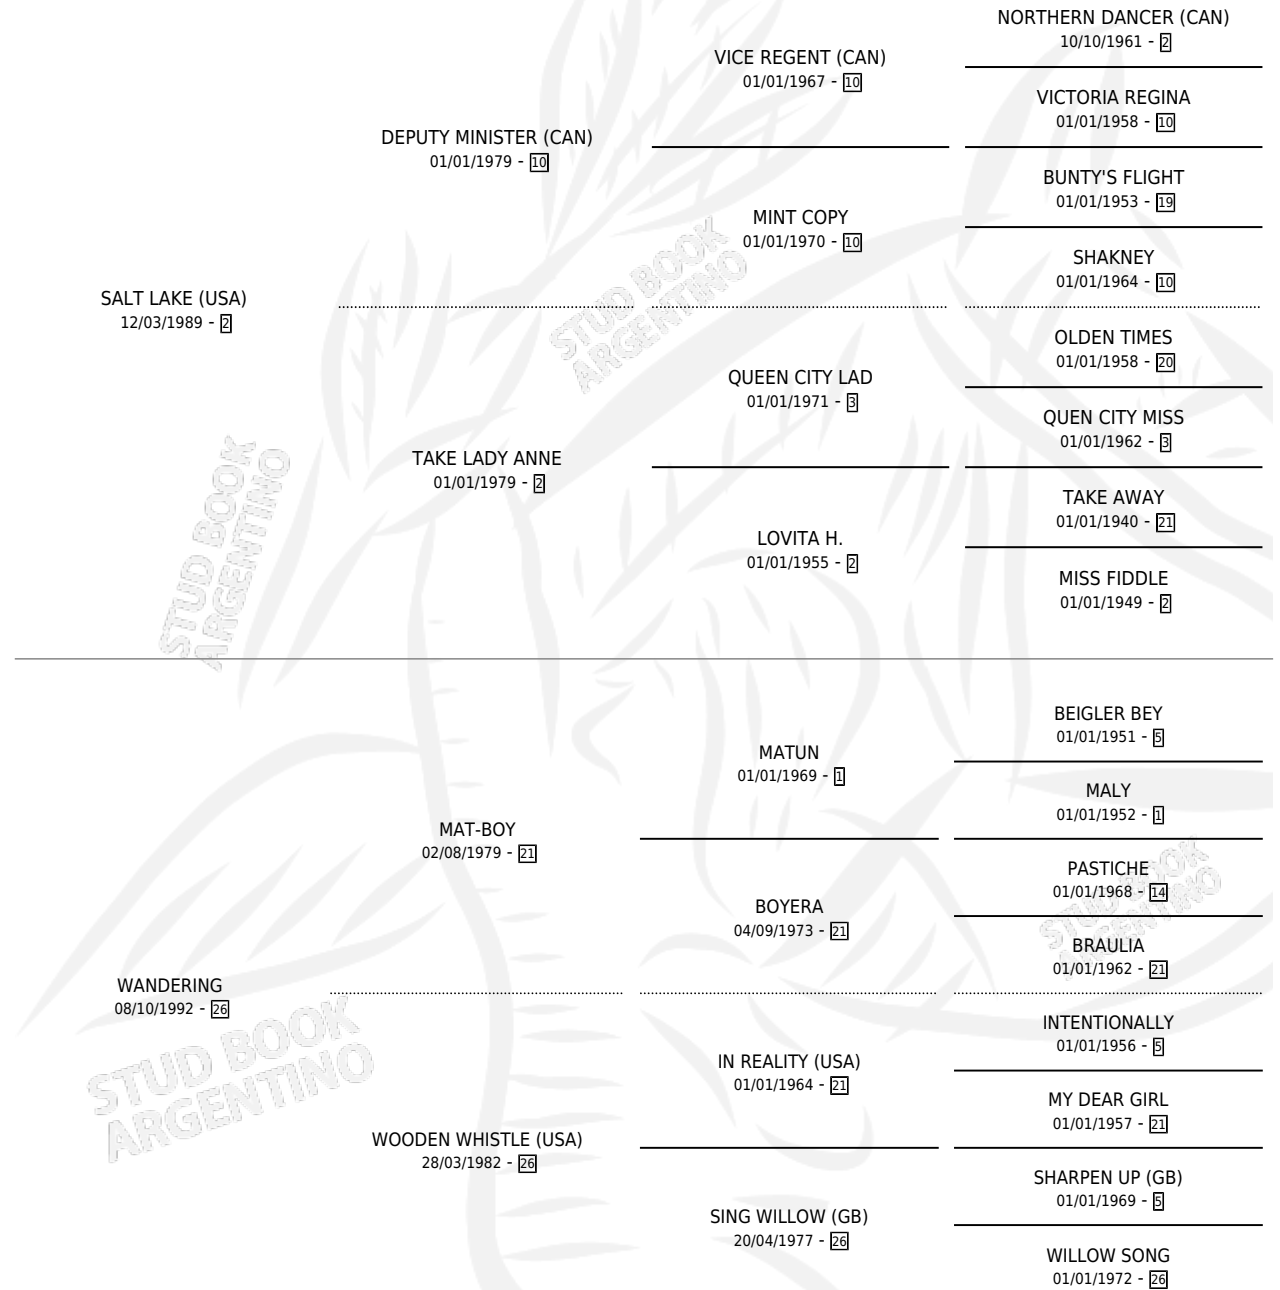 NORTHERN DANCER (CAN)
10/10/1961 - 2
VICE REGENT (CAN)
01/01/1967 - 10
VICTORIA REGINA
01/01/1958 - 10
DEPUTY MINISTER (CAN)
01/01/1979 - 10
BUNTY'S FLIGHT
01/01/1953 - 19
MINT COPY
01/01/1970 - 10
SHAKNEY
01/01/1964 - 10
SALT LAKE (USA)
12/03/1989 - 2
OLDEN TIMES
01/01/1958 - 20
QUEEN CITY LAD
01/01/1971 - 3
QUEN CITY MISS
01/01/1962 - 3
TAKE LADY ANNE
01/01/1979 - 2
TAKE AWAY
01/01/1940 - 21
LOVITA H.
01/01/1955 - 2
MISS FIDDLE
01/01/1949 - 2
BEIGLER BEY
01/01/1951 - 5
MATUN
01/01/1969 - 1
MALY
01/01/1952 - 1
MAT-BOY
02/08/1979 - 21
PASTICHE
01/01/1968 - 14
BOYERA
04/09/1973 - 21
BRAULIA
01/01/1962 - 21
WANDERING
08/10/1992 - 26
INTENTIONALLY
01/01/1956 - 5
IN REALITY (USA)
01/01/1964 - 21
MY DEAR GIRL
01/01/1957 - 21
WOODEN WHISTLE (USA)
28/03/1982 - 26
SHARPEN UP (GB)
01/01/1969 - 5
SING WILLOW (GB)
20/04/1977 - 26
WILLOW SONG
01/01/1972 - 26
STUD BOOK
ARGENTINO
STUD BOOK
ARGENTINO
STUD BOOK
ARGENTINO
STUD BOOK
ARGENTINO